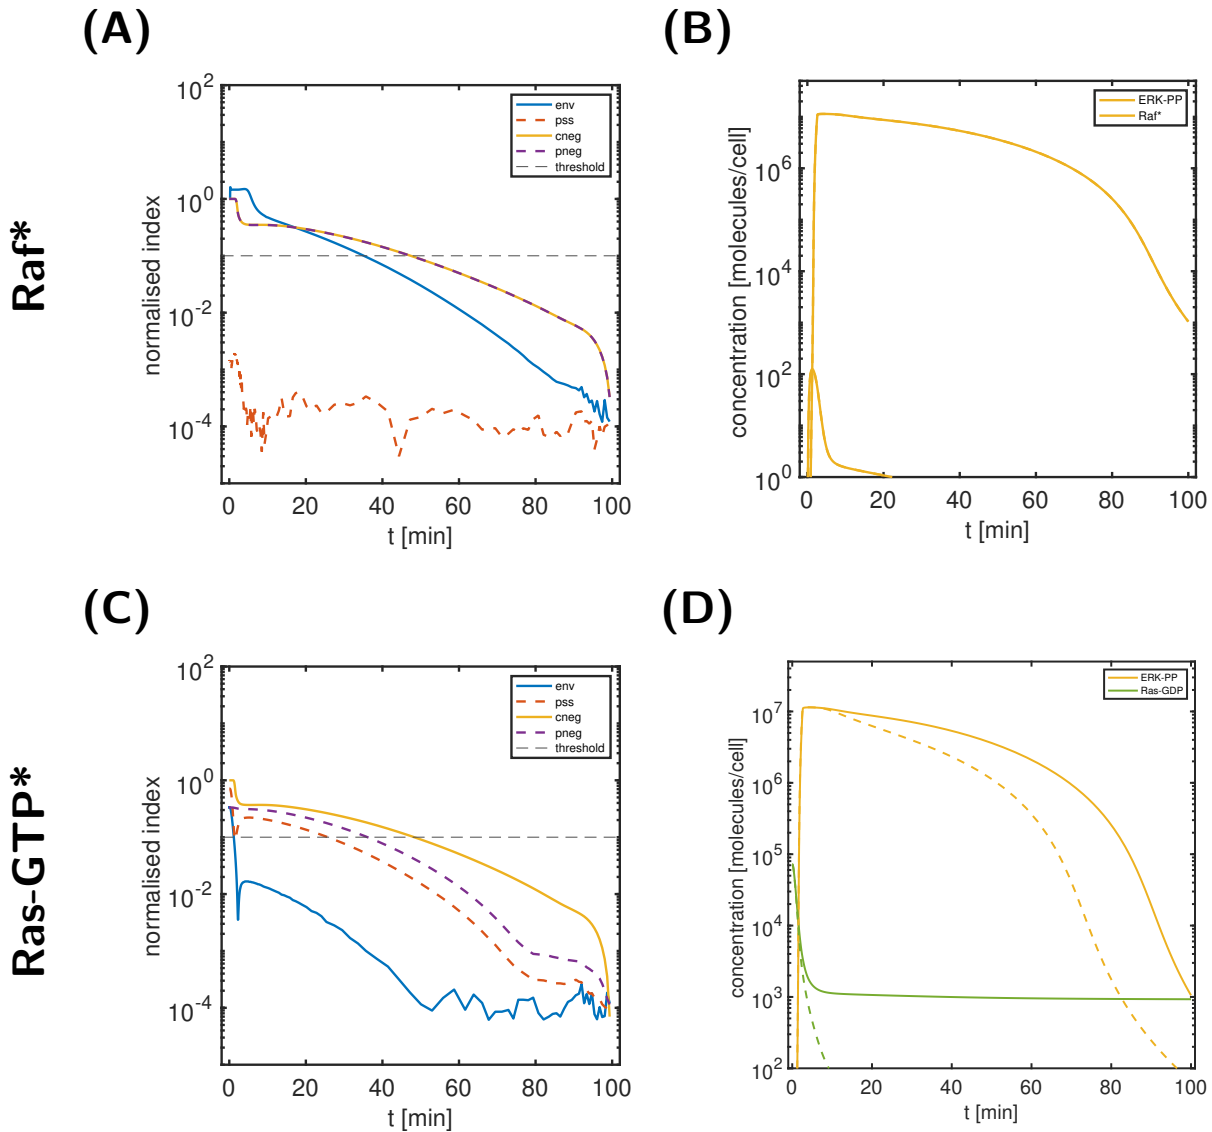 (A)
(B)
Raf*
normalised index
10^2
10^0
10^-2
10^-4
0 20 40 60 80 100
t [min]
env
pss
cneg
pneg
threshold
concentration [molecules/cell]
10^6
10^4
10^2
10^0
0 20 40 60 80 100
t [min]
ERK-PP
Raf*
(C)
(D)
Ras-GTP*
normalised index
10^2
10^0
10^-2
10^-4
0 20 40 60 80 100
t [min]
env
pss
cneg
pneg
threshold
concentration [molecules/cell]
10^7
10^6
10^5
10^4
10^3
10^2
0 20 40 60 80 100
t [min]
ERK-PP
Ras-GDP